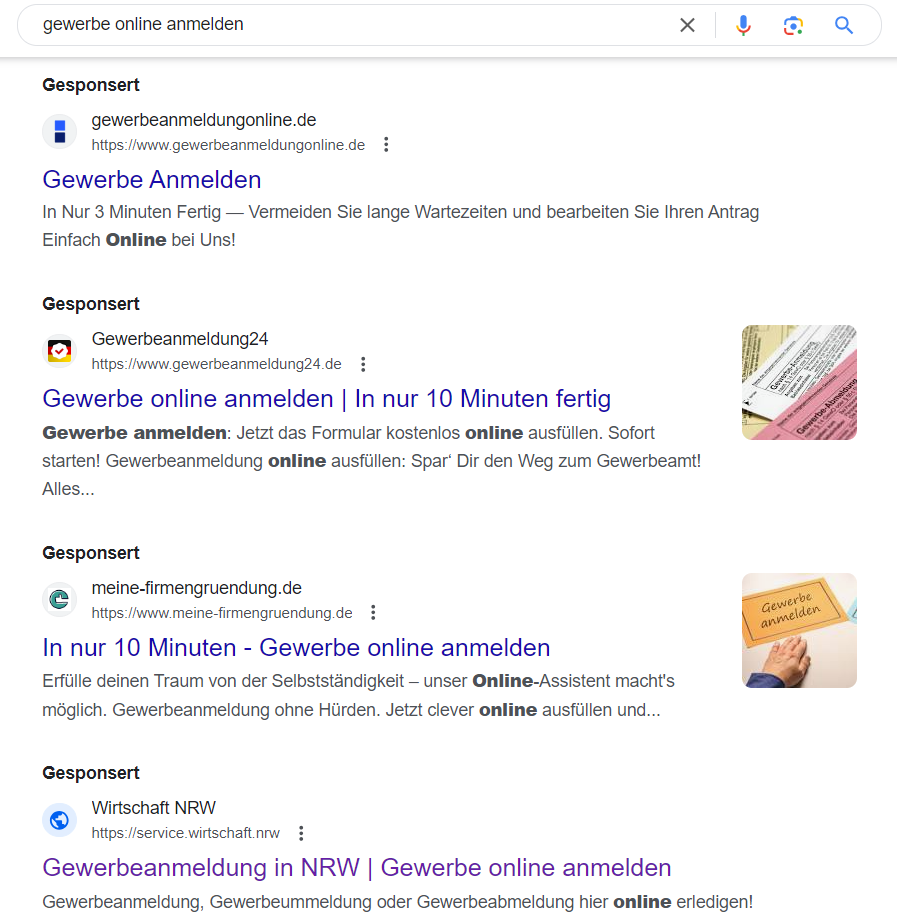 gewerbe online anmelden
Gesponsert
gewerbeanmeldungonline.de
https://www.gewerbeanmeldungonline.de
Gewerbe Anmelden
In Nur 3 Minuten Fertig — Vermeiden Sie lange Wartezeiten und bearbeiten Sie Ihren Antrag
Einfach Online bei Uns!
Gesponsert
Gewerbeanmeldung24
https://www.gewerbeanmeldung24.de
Gewerbe online anmelden | In nur 10 Minuten fertig
Gewerbe anmelden: Jetzt das Formular kostenlos online ausfüllen. Sofort
starten! Gewerbeanmeldung online ausfüllen: Spar‘ Dir den Weg zum Gewerbeamt!
Alles...
Gewerbe-Anmeldung
Gewerbe-Abmeldung
Gesponsert
meine-firmengruendung.de
https://www.meine-firmengruendung.de
In nur 10 Minuten - Gewerbe online anmelden
Erfülle deinen Traum von der Selbstständigkeit – unser Online-Assistent macht's
möglich. Gewerbeanmeldung ohne Hürden. Jetzt clever online ausfüllen und...
Gewerbe
anmelden
Gesponsert
Wirtschaft NRW
https://service.wirtschaft.nrw
Gewerbeanmeldung in NRW | Gewerbe online anmelden
Gewerbeanmeldung, Gewerbeummeldung oder Gewerbeabmeldung hier online erledigen!